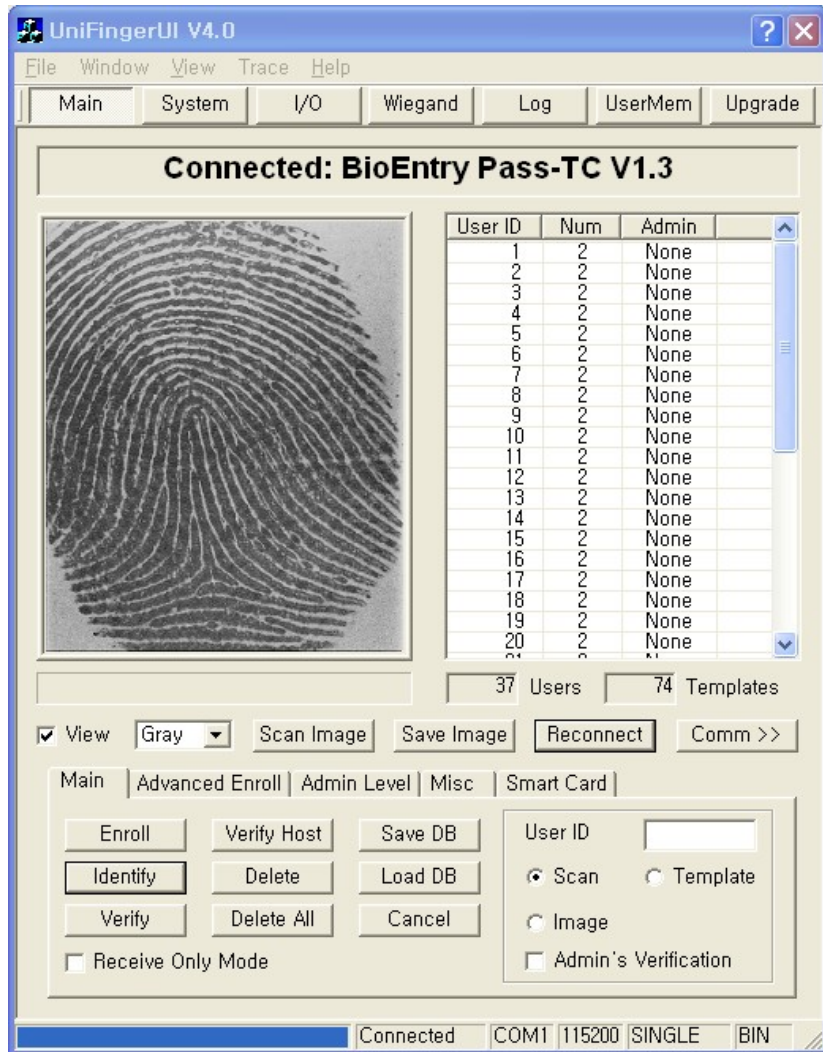 UniFingerUI V4.0
File Window View Trace Help
Main System I/O Wiegand Log UserMem Upgrade
Connected: BioEntry Pass-TC V1.3
User ID Num Admin
1 2 None
2 2 None
3 2 None
4 2 None
5 2 None
6 2 None
7 2 None
8 2 None
9 2 None
10 2 None
11 2 None
12 2 None
13 2 None
14 2 None
15 2 None
16 2 None
17 2 None
18 2 None
19 2 None
20 2 None
37 Users 74 Templates
View Gray Scan Image Save Image Reconnect Comm >>
Main Advanced Enroll Admin Level Misc Smart Card
Enroll Verify Host Save DB User ID
Identify Delete Load DB Scan Template
Verify Delete All Cancel Image
Receive Only Mode Admin's Verification
Connected COM1 115200 SINGLE BIN